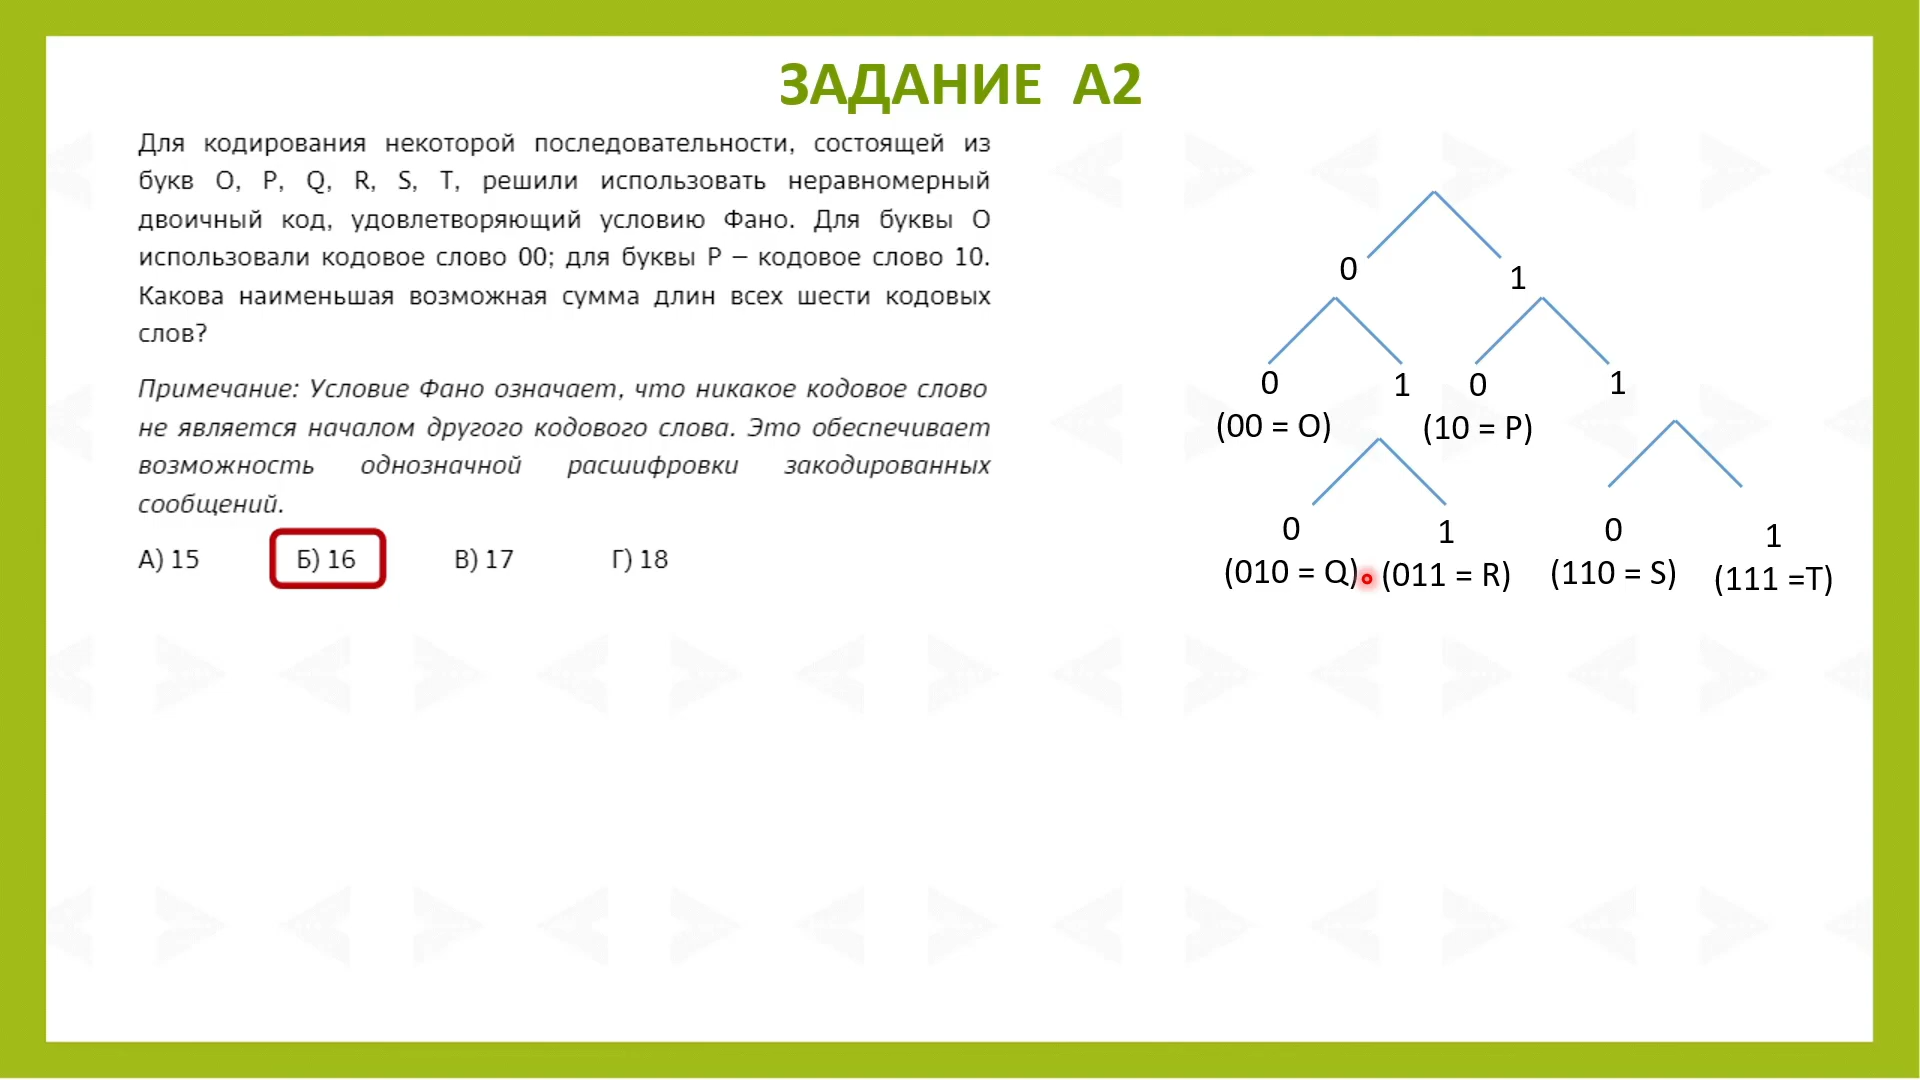 ЗАДАНИЕ А2
Для кодирования некоторой последовательности, состоящей из
букв O, P, Q, R, S, T, решили использовать неравномерный
двоичный код, удовлетворяющий условию Фано. Для буквы O
использовали кодовое слово 00; для буквы P – кодовое слово 10.
Какова наименьшая возможная сумма длин всех шести кодовых
слов?
Примечание: Условие Фано означает, что никакое кодовое слово
не является началом другого кодового слова. Это обеспечивает
возможность однозначной расшифровки закодированных
сообщений.
А) 15 Б) 16 В) 17 Г) 18
0 1
0 1 0 1
(00 = O) (10 = P)
0 1 0 1
(010 = Q) (011 = R) (110 = S) (111 =T)